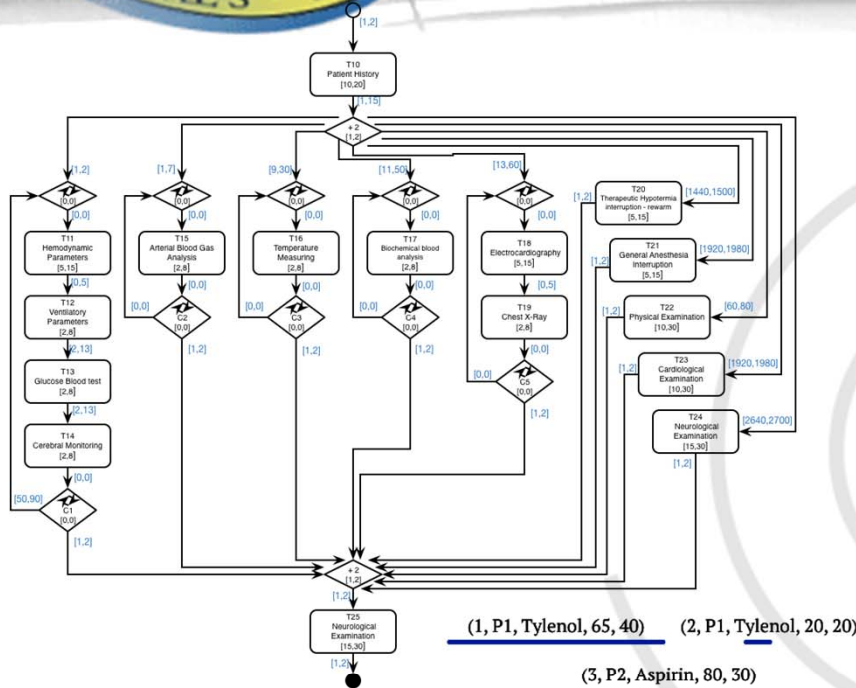 [1,2]
T10
Patient History
[10,20]
[1,15]
+ 2
[1,2]
[1,2]
[1,7]
[9,30]
[11,50]
[13,60]
[0,0]
[0,0]
[0,0]
[0,0]
[0,0]
[0,0]
[0,0]
[0,0]
[0,0]
[0,0]
T11
Hemodynamic
Parameters
[5,15]
[0,5]
T12
Ventilatory
Parameters
[2,8]
[2,13]
T13
Glucose Blood test
[2,8]
[2,13]
T14
Cerebral Monitoring
[2,8]
[0,0]
[50,90]
C1
[0,0]
[1,2]
T15
Arterial Blood Gas
Analysis
[2,8]
[0,0]
[0,0]
C2
[0,0]
[1,2]
T16
Temperature
Measuring
[2,8]
[0,0]
[0,0]
C3
[0,0]
[1,2]
T17
Biochemical blood
analysis
[2,8]
[0,0]
[0,0]
C4
[0,0]
[1,2]
T18
Electrocardiography
[5,15]
[0,5]
T19
Chest X-Ray
[2,8]
[0,0]
[0,0]
C5
[0,0]
[1,2]
[1,2]
T20
Therapeutic Hypotermia
interruption - rewarm
[5,15]
[1440,1500]
[1,2]
T21
General Anesthesia
Interruption
[5,15]
[1920,1980]
[1,2]
T22
Physical Examination
[10,30]
[60,80]
[1,2]
T23
Cardiological
Examination
[10,30]
[1920,1980]
T24
Neurological
Examination
[15,30]
[2640,2700]
[1,2]
+ 2
[1,2]
[1,2]
T25
Neurological
Examination
[15,30]
[1,2]
(1, P1, Tylenol, 65, 40) (2, P1, Tylenol, 20, 20)
(3, P2, Aspirin, 80, 30)